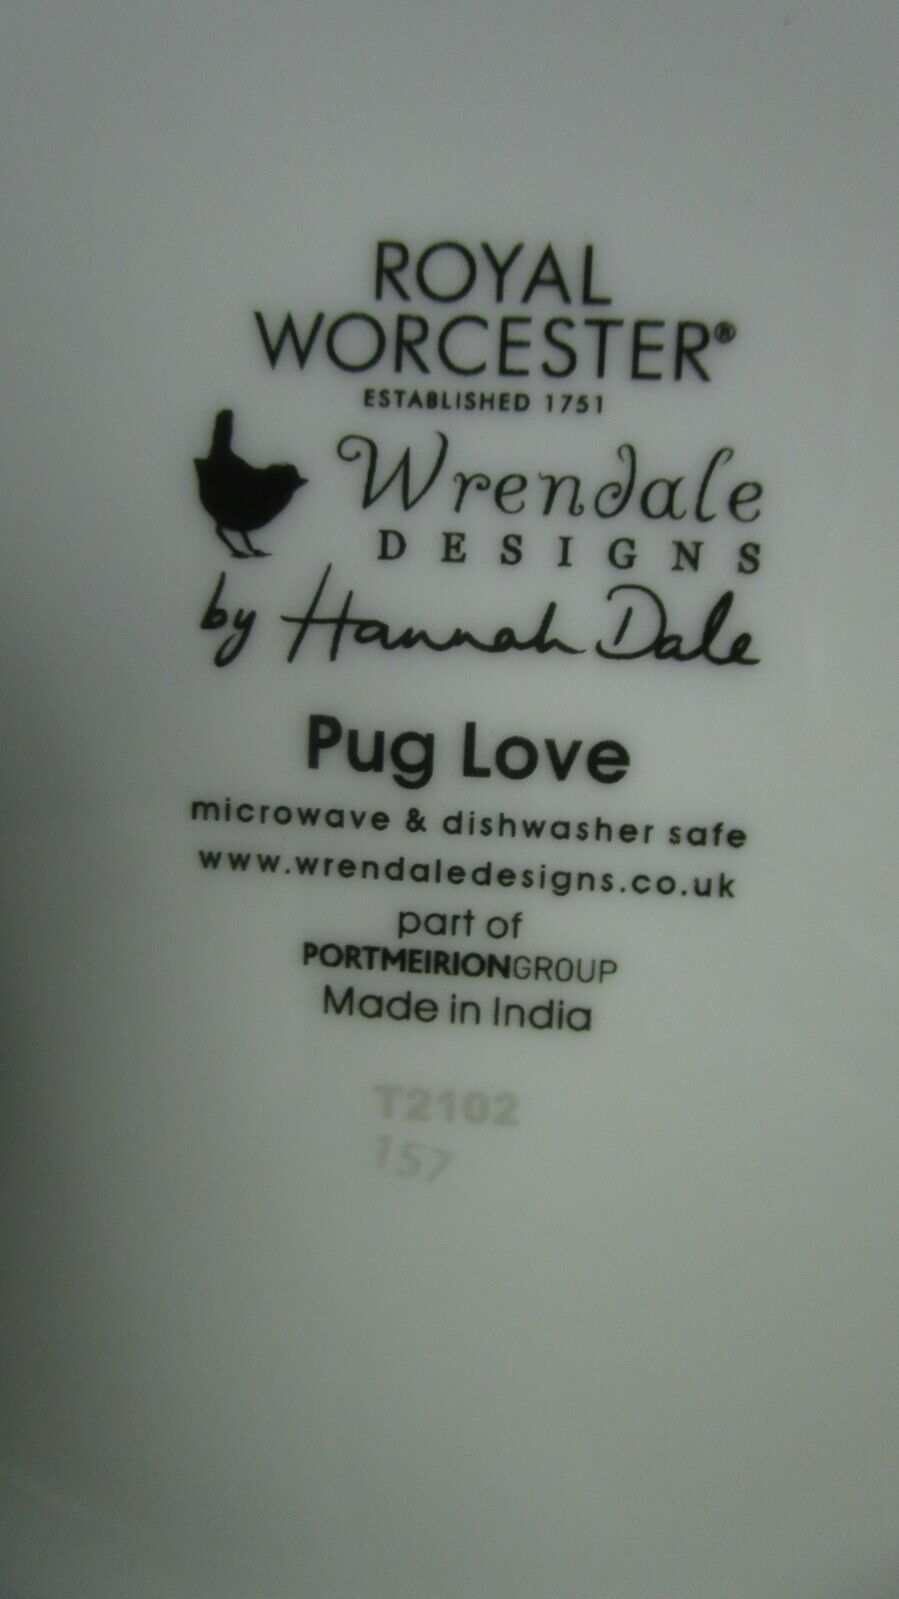 ROYAL
WORCESTER®
ESTABLISHED 1751
Wrendale
DESIGNS
by Hannah Dale
Pug Love
microwave & dishwasher safe
www.wrendaledesigns.co.uk
part of
PORTMEIRIONGROUP
Made in India
T2102
157